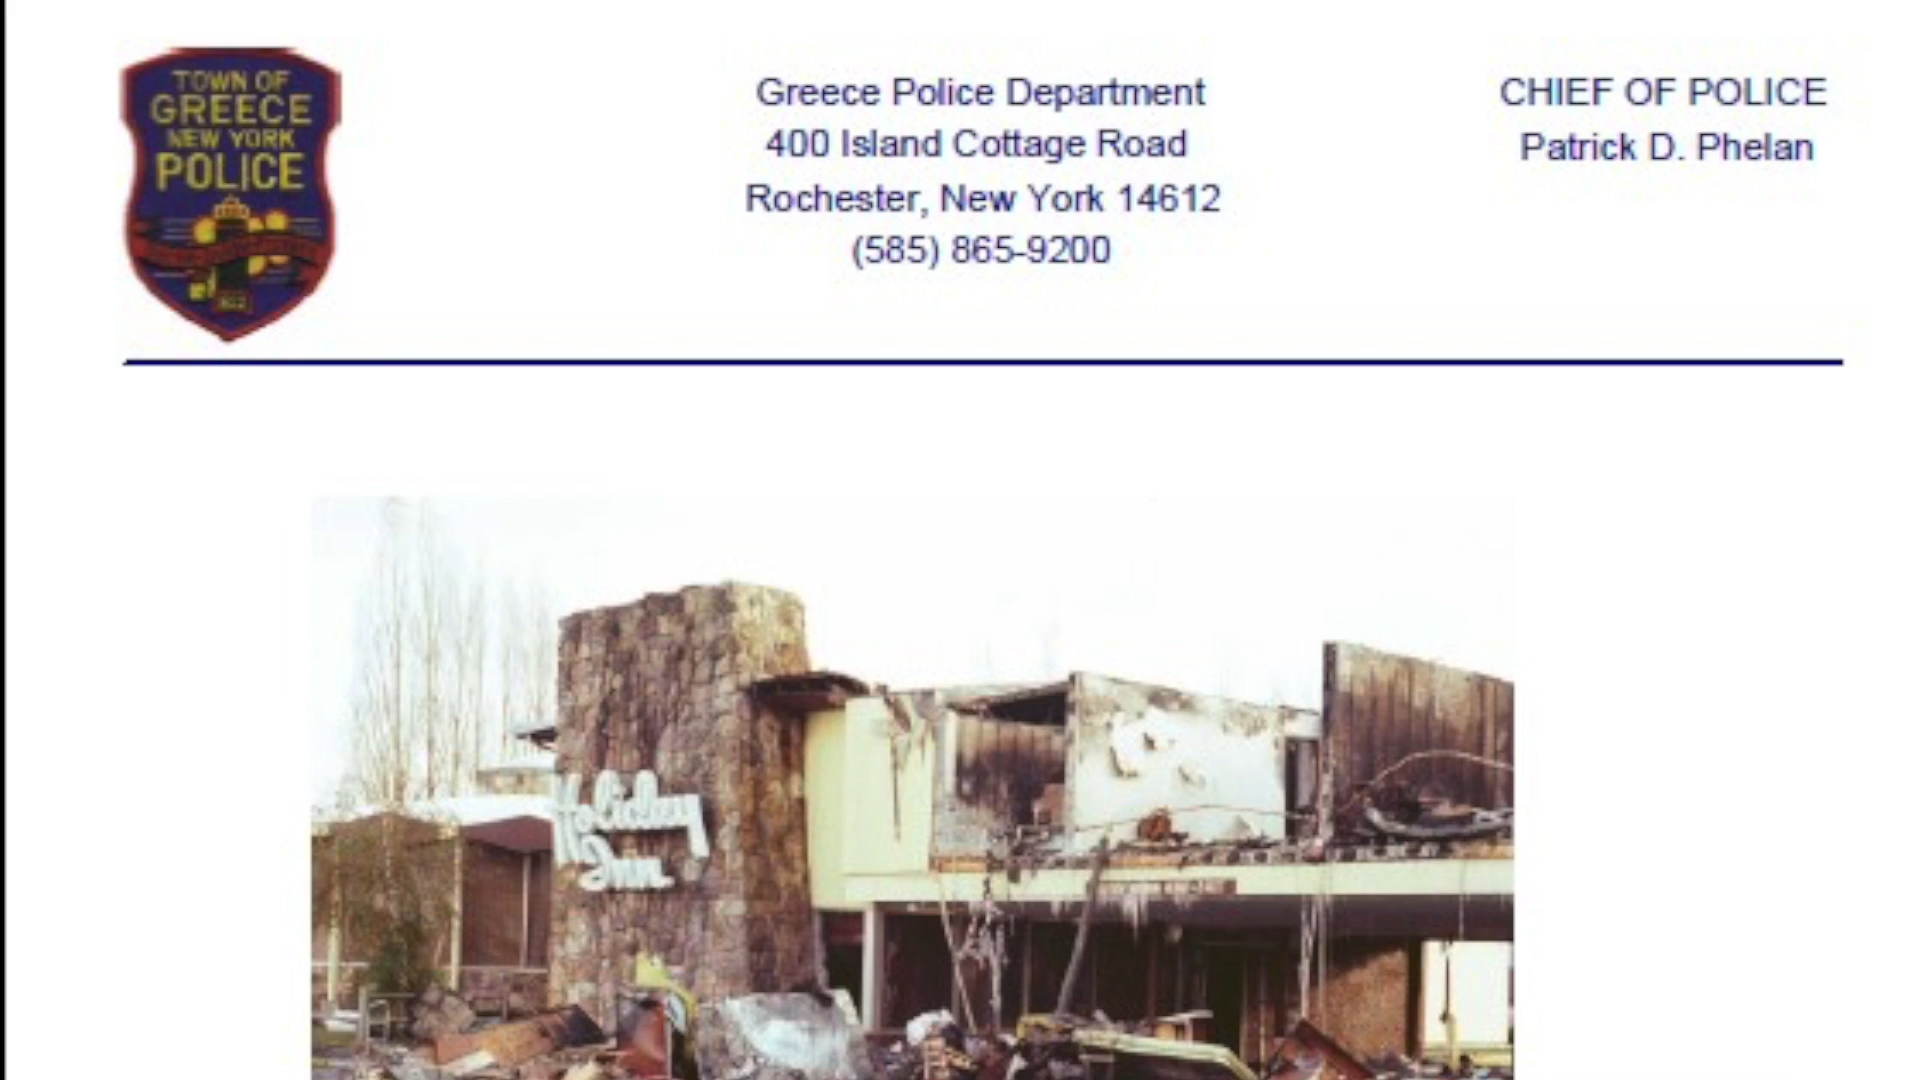 TOWN OF
GREECE
NEW YORK
POLICE
Greece Police Department
400 Island Cottage Road
Rochester, New York 14612
(585) 865-9200
CHIEF OF POLICE
Patrick D. Phelan
Holiday
Inn